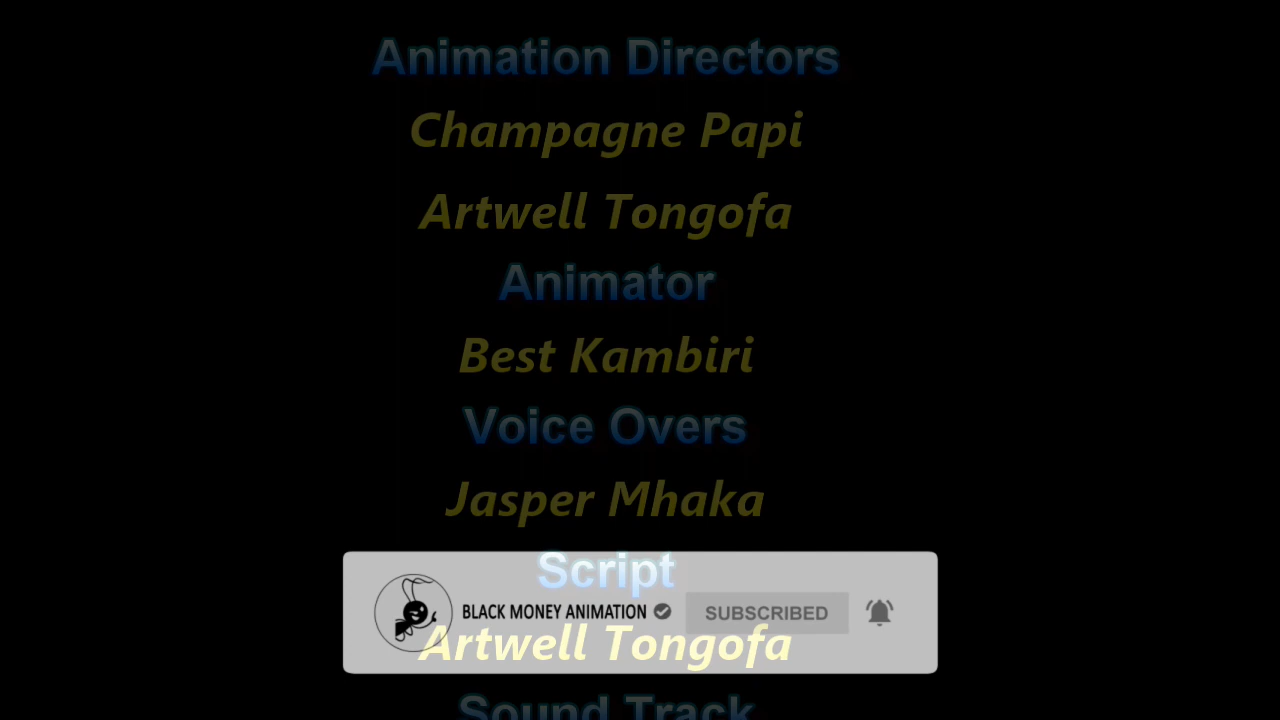 Animation Directors
Champagne Papi
Artwell Tongofa
Animator
Best Kambiri
Voice Overs
Jasper Mhaka
Script
BLACK MONEY ANIMATION SUBSCRIBED
Artwell Tongofa
Sound Track